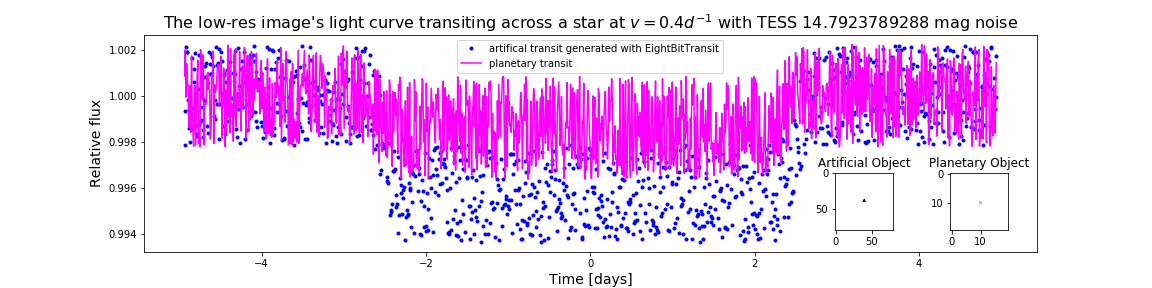 The low-res image's light curve transiting across a star at v = 0.4d⁻¹ with TESS 14.7923789288 mag noise
artifical transit generated with EightBitTransit
planetary transit
Relative flux
1.002
1.000
0.998
0.996
0.994
Artificial Object
0
50
0 50
Planetary Object
0
10
0 10
−4 −2 0 2 4
Time [days]